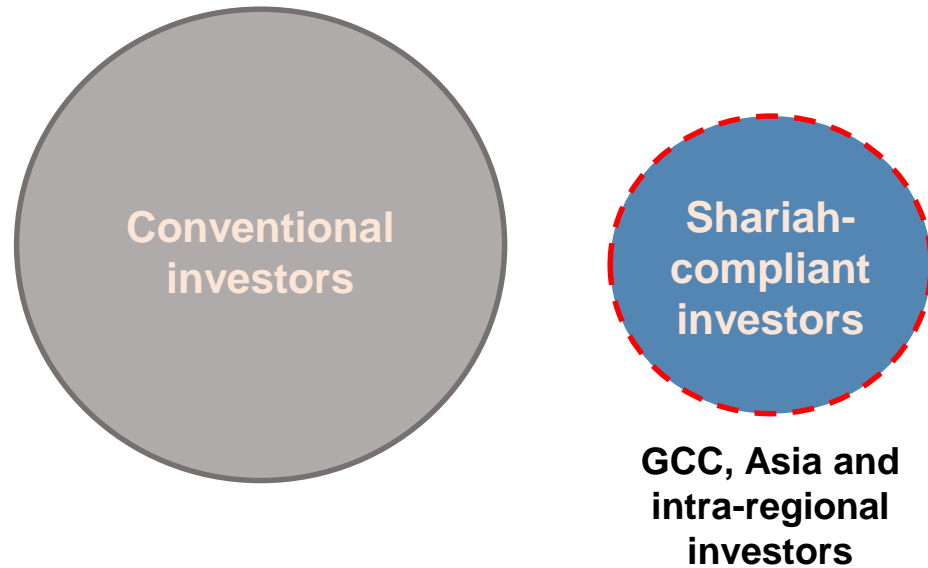 Conventional
investors
Shariah-
compliant
investors
GCC, Asia and
intra-regional
investors